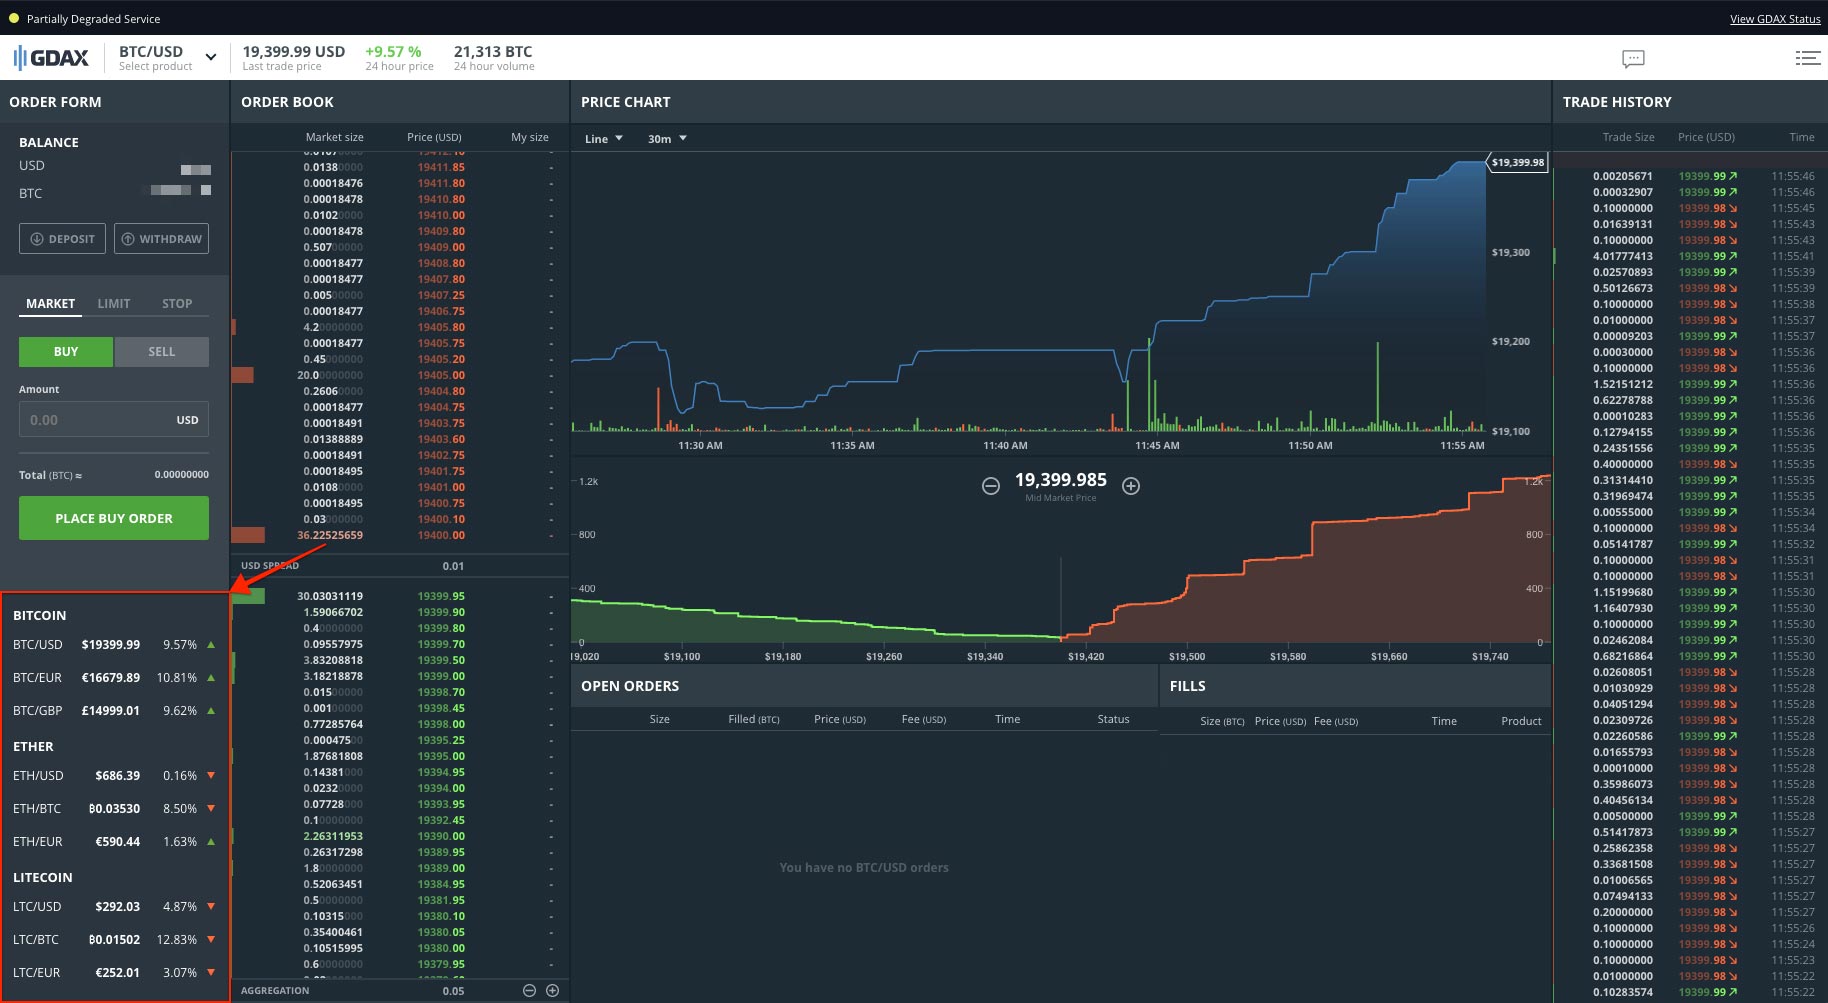 Partially Degraded Service
View GDAX Status
GDAX
BTC/USD
Select product
19,399.99 USD
Last trade price
+9.57 %
24 hour price
21,313 BTC
24 hour volume
ORDER FORM
BALANCE
USD
BTC
DEPOSIT WITHDRAW
MARKET LIMIT STOP
BUY SELL
Amount
0.00 USD
Total (BTC) ≈ 0.00000000
PLACE BUY ORDER
BITCOIN
BTC/USD $19399.99 9.57% ▲
BTC/EUR €16679.89 10.81% ▲
BTC/GBP £14999.01 9.62% ▲
ETHER
ETH/USD $686.39 0.16% ▼
ETH/BTC ฿0.03530 8.50% ▼
ETH/EUR €590.44 1.63% ▲
LITECOIN
LTC/USD $292.03 4.87% ▼
LTC/BTC ฿0.01502 12.83% ▼
LTC/EUR €252.01 3.07% ▼
ORDER BOOK
Market size Price (USD) My size
0.01380000 19411.85 -
0.00018476 19411.80 -
0.00018478 19410.80 -
0.01020000 19410.00 -
0.00018478 19409.80 -
0.50700000 19409.00 -
0.00018477 19408.80 -
0.00018477 19407.80 -
0.00500000 19407.25 -
0.00018477 19406.75 -
4.20000000 19405.80 -
0.00018477 19405.75 -
0.45000000 19405.20 -
20.00000000 19405.00 -
0.26060000 19404.80 -
0.00018477 19404.75 -
0.00018491 19403.75 -
0.01388889 19403.60 -
0.00018491 19402.75 -
0.00018495 19401.75 -
0.01080000 19401.00 -
0.00018495 19400.75 -
0.03000000 19400.10 -
36.22525659 19400.00 -
USD SPREAD 0.01
30.03031119 19399.95 -
1.59066702 19399.90 -
0.40000000 19399.80 -
0.09557975 19399.70 -
3.83208818 19399.50 -
3.18218878 19399.00 -
0.01500000 19398.70 -
0.00100000 19398.45 -
0.77285764 19398.00 -
0.00047500 19395.25 -
1.87681808 19395.00 -
0.14381000 19394.95 -
0.02320000 19394.00 -
0.07728000 19393.95 -
0.10000000 19392.45 -
2.26311953 19390.00 -
0.26317298 19389.95 -
1.80000000 19389.00 -
0.52063451 19384.95 -
0.50000000 19381.95 -
0.10315000 19380.10 -
0.35400461 19380.05 -
0.10515995 19380.00 -
0.60000000 19379.95 -
AGGREGATION 0.05
PRICE CHART
Line 30m
$19,399.98
$19,300
$19,200
$19,100
11:30 AM 11:35 AM 11:40 AM 11:45 AM 11:50 AM 11:55 AM
19,399.985
Mid Market Price
1.2k 1.2k
800 800
400 400
0 0
$19,100 $19,180 $19,260 $19,340 $19,420 $19,500 $19,580 $19,660 $19,740
OPEN ORDERS
Size Filled (BTC) Price (USD) Fee (USD) Time Status
You have no BTC/USD orders
FILLS
Size (BTC) Price (USD) Fee (USD) Time Product
TRADE HISTORY
Trade Size Price (USD) Time
0.00205671 19399.99 ↗ 11:55:46
0.00032907 19399.99 ↗ 11:55:46
0.10000000 19399.98 ↘ 11:55:45
0.01639131 19399.98 ↘ 11:55:43
0.10000000 19399.98 ↘ 11:55:43
4.01777413 19399.99 ↗ 11:55:41
0.02570893 19399.98 ↘ 11:55:39
0.50126673 19399.98 ↘ 11:55:39
0.10000000 19399.98 ↘ 11:55:38
0.01000000 19399.98 ↘ 11:55:37
0.00009203 19399.99 ↗ 11:55:37
0.00030000 19399.98 ↘ 11:55:36
0.10000000 19399.98 ↘ 11:55:36
1.52151212 19399.99 ↗ 11:55:36
0.62278788 19399.99 ↗ 11:55:36
0.00010283 19399.99 ↗ 11:55:36
0.12794155 19399.99 ↗ 11:55:36
0.24351556 19399.99 ↗ 11:55:35
0.40000000 19399.98 ↘ 11:55:35
0.31314410 19399.99 ↗ 11:55:35
0.31969474 19399.99 ↗ 11:55:35
0.00555000 19399.99 ↗ 11:55:34
0.10000000 19399.98 ↘ 11:55:34
0.05141787 19399.99 ↗ 11:55:32
0.10000000 19399.98 ↘ 11:55:31
0.10000000 19399.98 ↘ 11:55:31
1.15199680 19399.99 ↗ 11:55:30
1.16407930 19399.99 ↗ 11:55:30
0.10000000 19399.98 ↘ 11:55:30
0.02462084 19399.99 ↗ 11:55:30
0.68216864 19399.99 ↗ 11:55:30
0.02608051 19399.98 ↘ 11:55:28
0.01030929 19399.98 ↘ 11:55:28
0.04051294 19399.98 ↘ 11:55:28
0.02309726 19399.98 ↘ 11:55:28
0.02260586 19399.99 ↗ 11:55:28
0.01655793 19399.98 ↘ 11:55:28
0.00010000 19399.98 ↘ 11:55:28
0.35986073 19399.98 ↘ 11:55:28
0.40456134 19399.98 ↘ 11:55:28
0.00500000 19399.98 ↘ 11:55:28
0.51417873 19399.99 ↗ 11:55:27
0.25862358 19399.98 ↘ 11:55:27
0.33681508 19399.98 ↘ 11:55:27
0.01006565 19399.98 ↘ 11:55:27
0.07494133 19399.98 ↘ 11:55:27
0.20000000 19399.98 ↘ 11:55:27
0.10000000 19399.98 ↘ 11:55:26
0.10000000 19399.98 ↘ 11:55:24
0.10000000 19399.98 ↘ 11:55:23
0.01000000 19399.98 ↘ 11:55:22
0.10283574 19399.99 ↗ 11:55:22